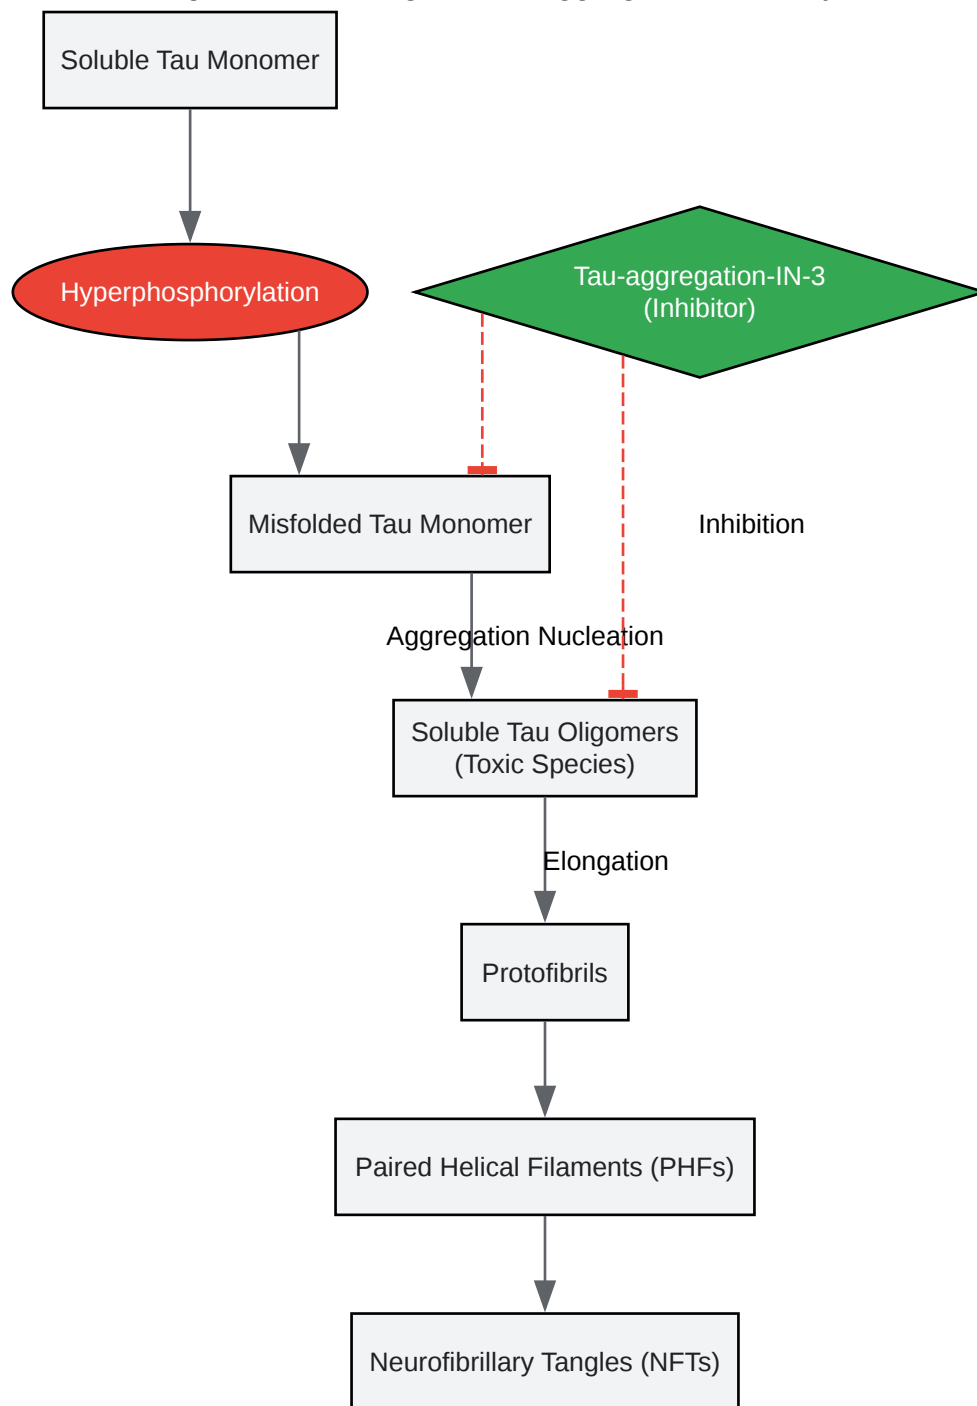 Soluble Tau Monomer
Hyperphosphorylation
Tau-aggregation-IN-3
(Inhibitor)
Misfolded Tau Monomer
Inhibition
Aggregation Nucleation
Soluble Tau Oligomers
(Toxic Species)
Elongation
Protofibrils
Paired Helical Filaments (PHFs)
Neurofibrillary Tangles (NFTs)